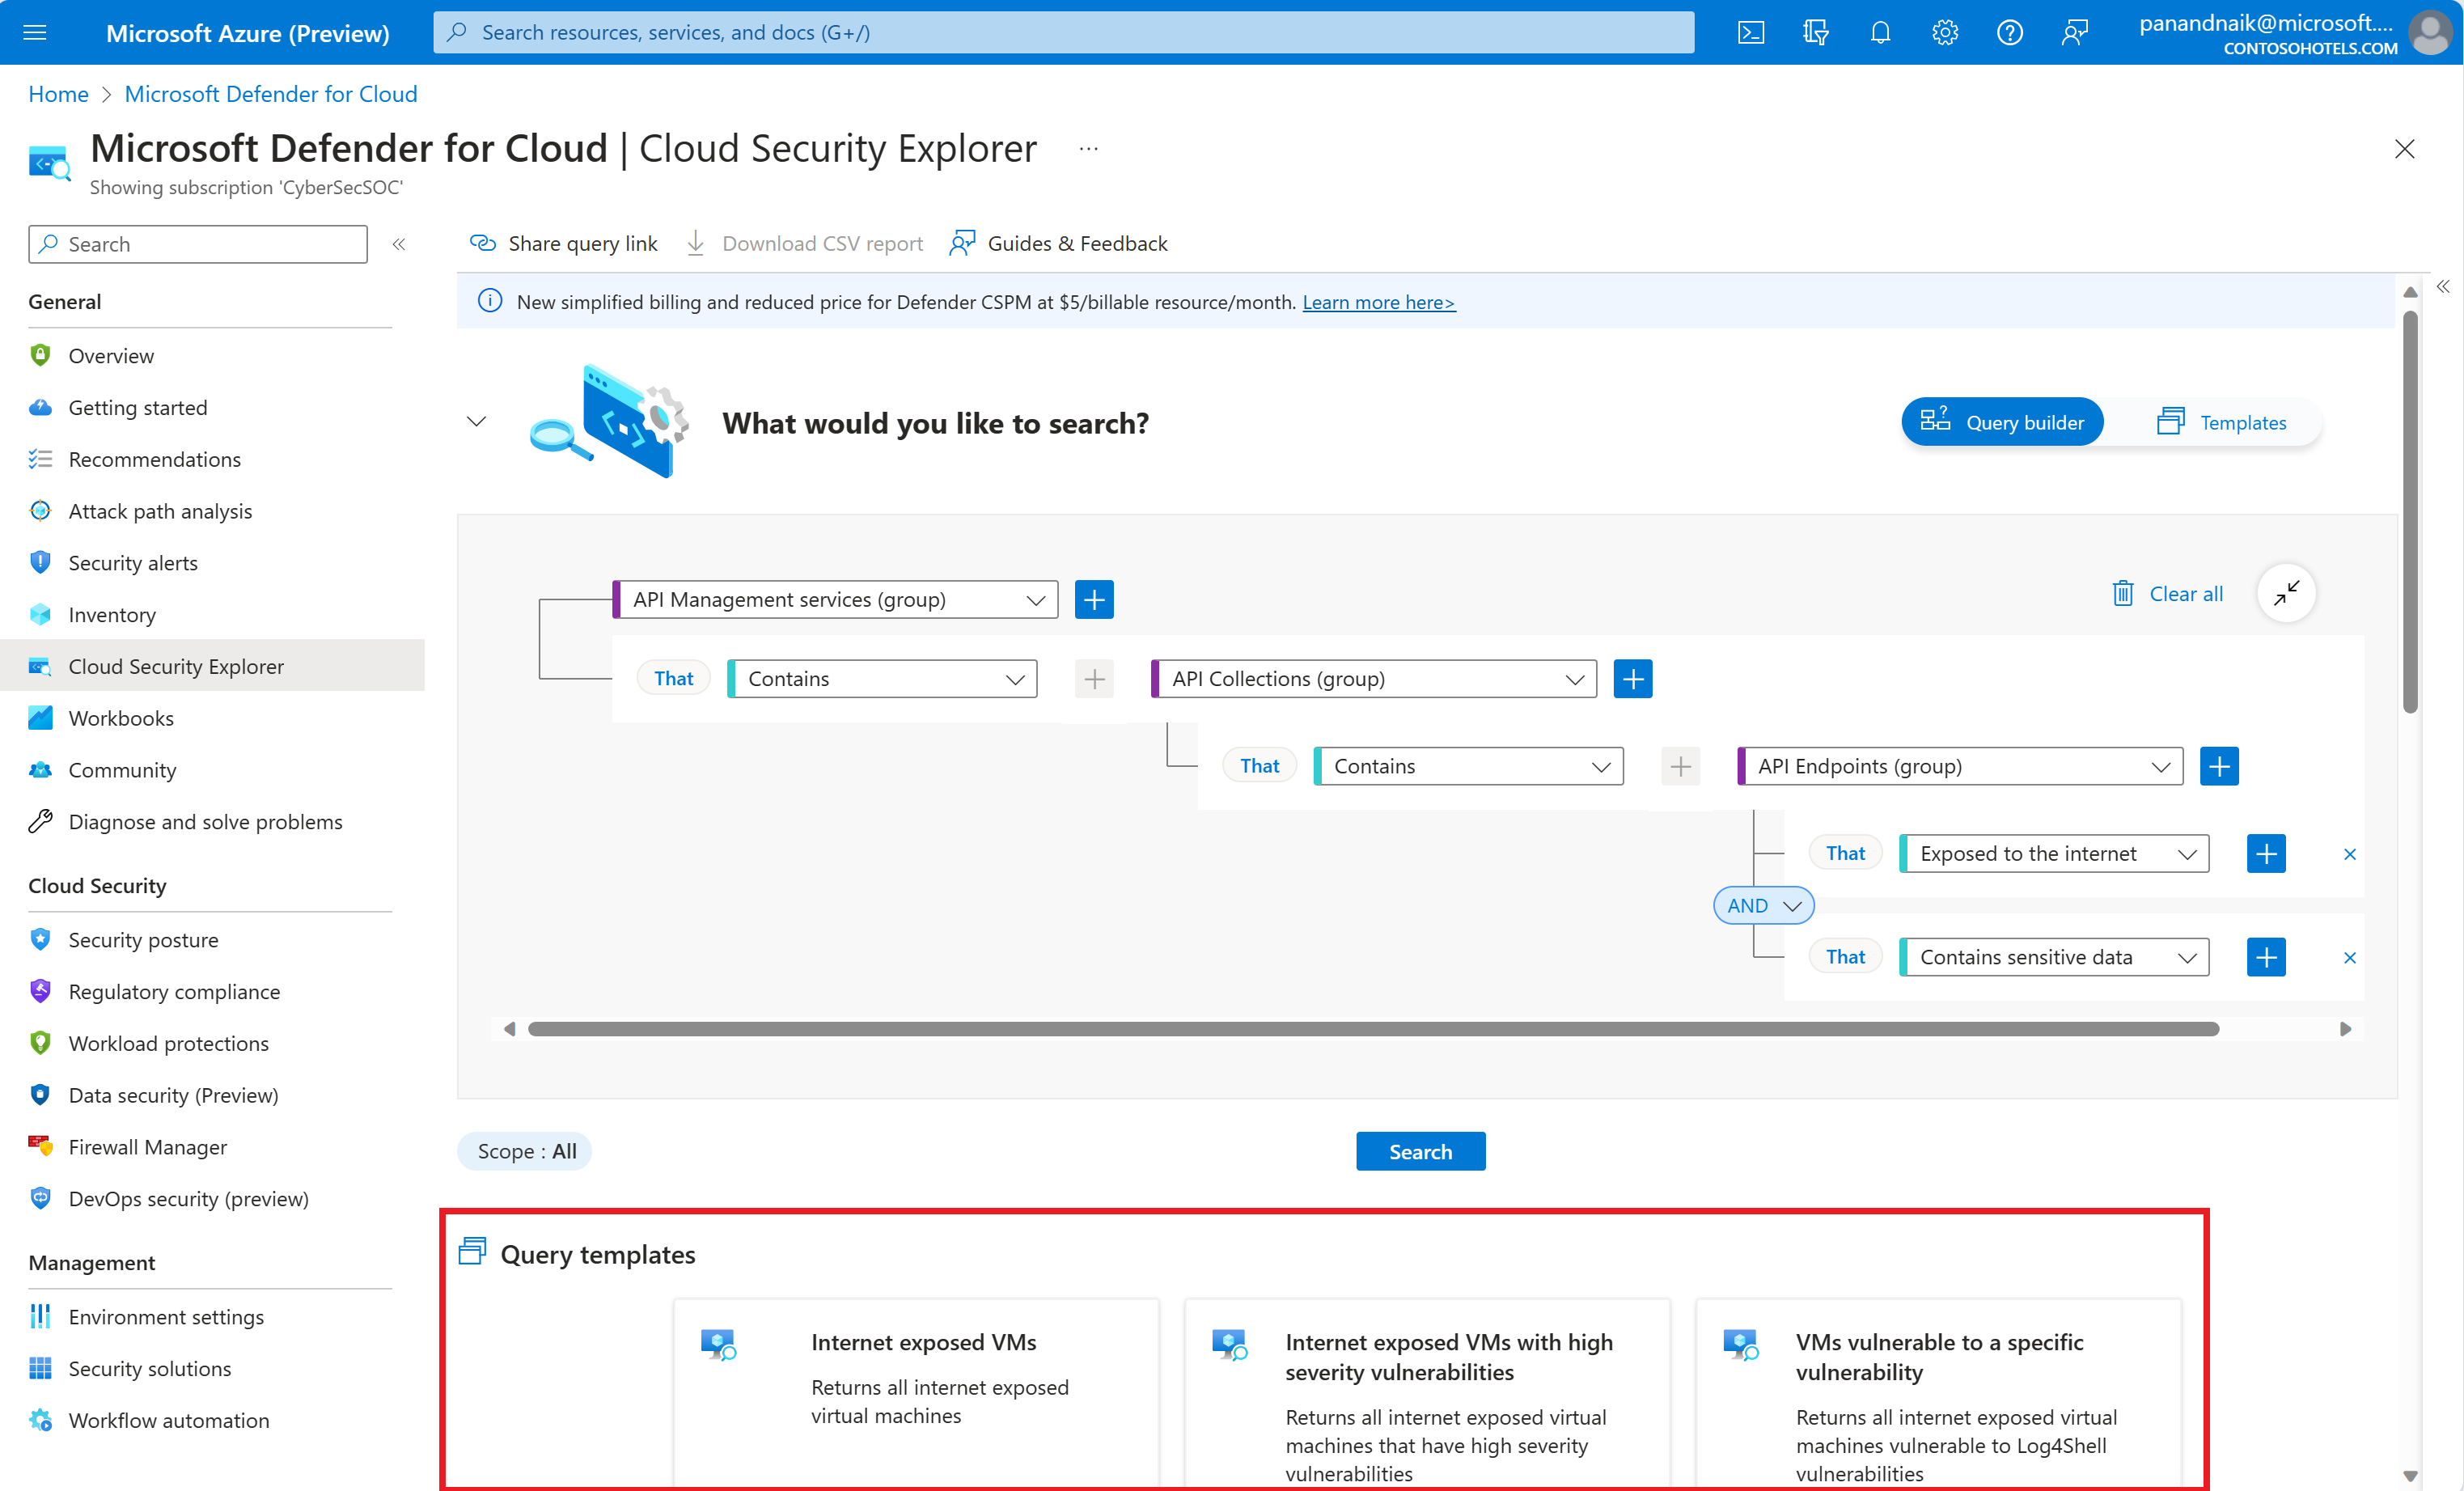 Microsoft Azure (Preview)
Search resources, services, and docs (G+/)
panandnaik@microsoft....
CONTOSOHOTELS.COM
Home > Microsoft Defender for Cloud
Microsoft Defender for Cloud | Cloud Security Explorer ...
Showing subscription 'CyberSecSOC'
Search
General
Overview
Getting started
Recommendations
Attack path analysis
Security alerts
Inventory
Cloud Security Explorer
Workbooks
Community
Diagnose and solve problems
Cloud Security
Security posture
Regulatory compliance
Workload protections
Data security (Preview)
Firewall Manager
DevOps security (preview)
Management
Environment settings
Security solutions
Workflow automation
Share query link
Download CSV report
Guides & Feedback
New simplified billing and reduced price for Defender CSPM at $5/billable resource/month. Learn more here>
What would you like to search?
Query builder
Templates
API Management services (group)
Clear all
That Contains API Collections (group)
That Contains API Endpoints (group)
That Exposed to the internet
AND
That Contains sensitive data
Scope : All
Search
Query templates
Internet exposed VMs
Returns all internet exposed
virtual machines
Internet exposed VMs with high
severity vulnerabilities
Returns all internet exposed virtual
machines that have high severity
vulnerabilities
VMs vulnerable to a specific
vulnerability
Returns all internet exposed virtual
machines vulnerable to Log4Shell
vulnerabilities